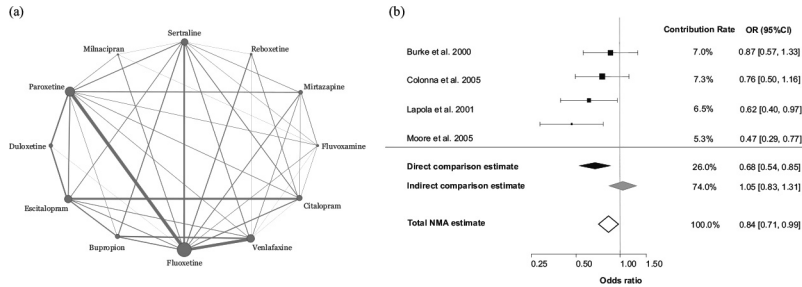 (a)
Sertraline
Milnacipran
Reboxetine
Paroxetine
Mirtazapine
Duloxetine
Fluvoxamine
Escitalopram
Citalopram
Bupropion
Venlafaxine
Fluoxetine
(b)
Contribution Rate OR (95%CI)
Burke et al. 2000 7.0% 0.87 [0.57, 1.33]
Colonna et al. 2005 7.3% 0.76 [0.50, 1.16]
Lapola et al. 2001 6.5% 0.62 [0.40, 0.97]
Moore et al. 2005 5.3% 0.47 [0.29, 0.77]
Direct comparison estimate 26.0% 0.68 [0.54, 0.85]
Indirect comparison estimate 74.0% 1.05 [0.83, 1.31]
Total NMA estimate 100.0% 0.84 [0.71, 0.99]
0.25 0.50 1.00 1.50
Odds ratio